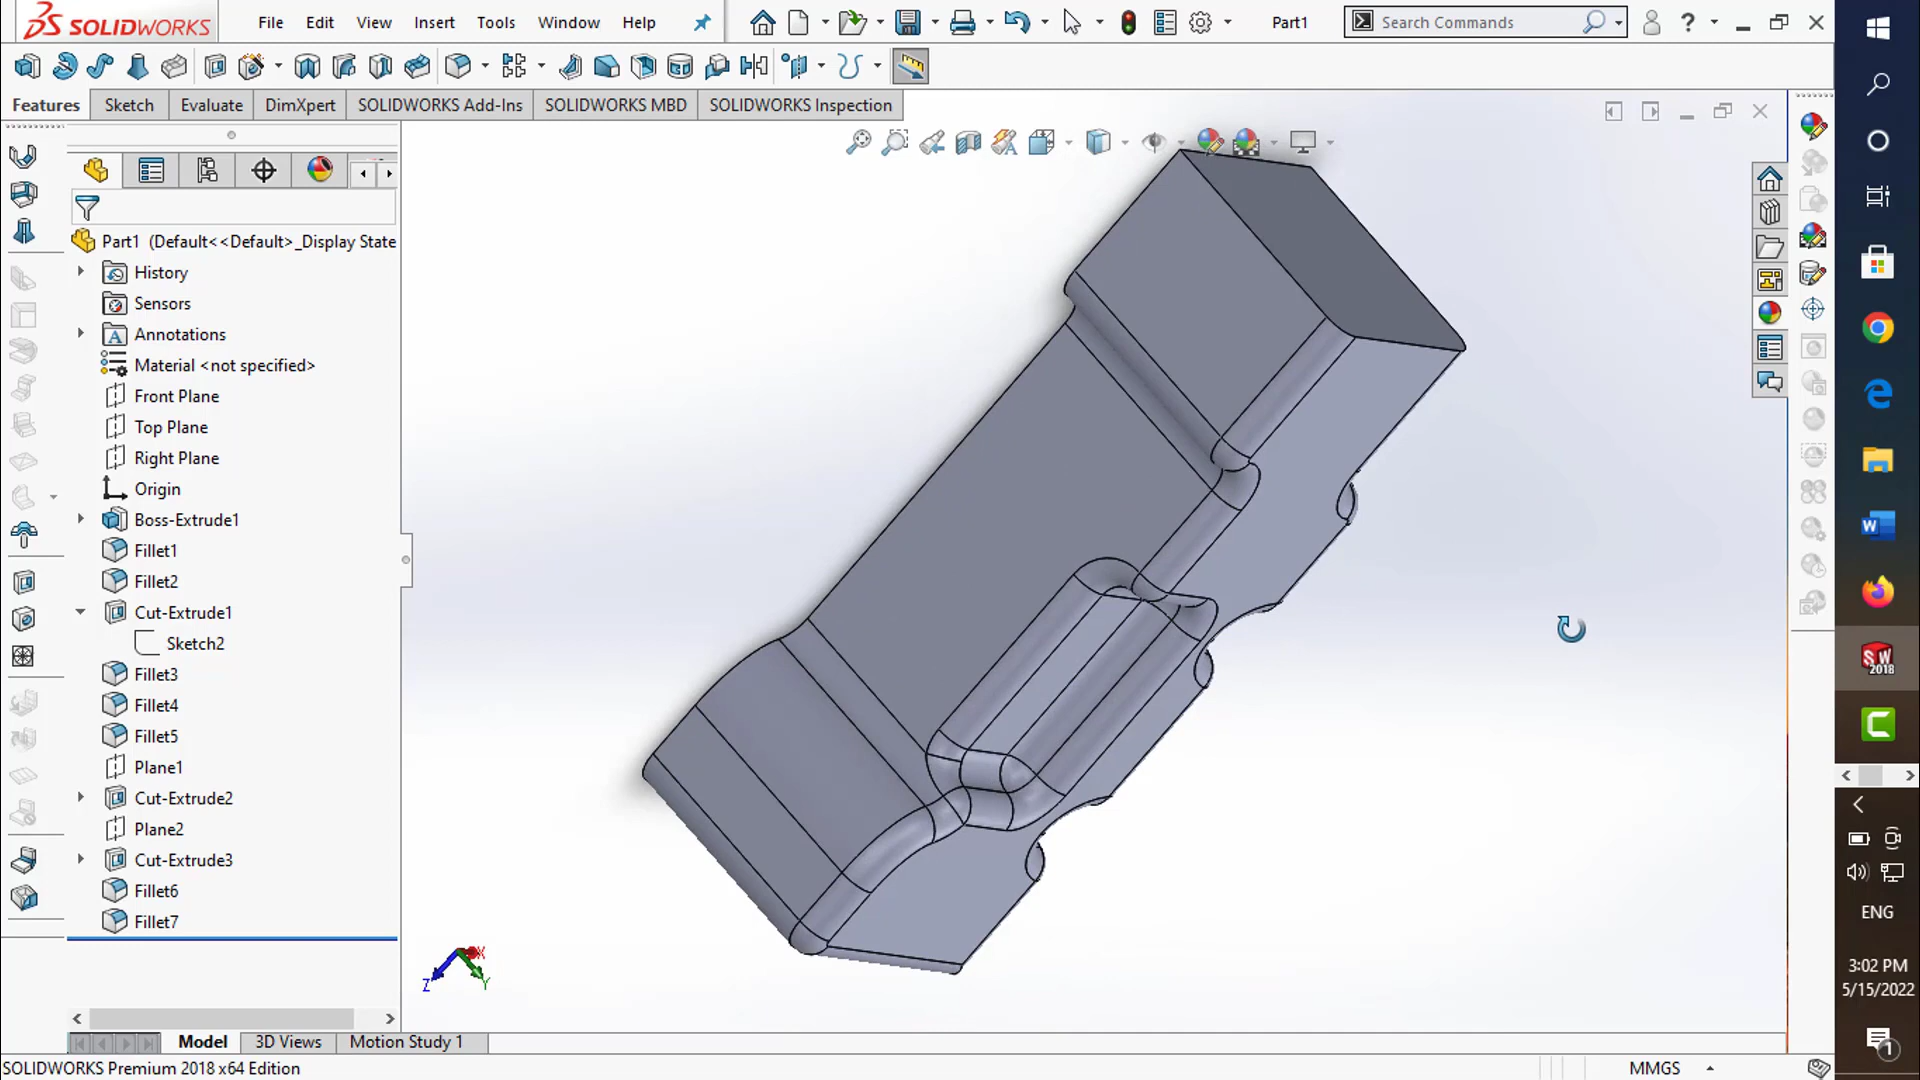 SOLIDWORKS
File Edit View Insert Tools Window Help
Part1
Search Commands
?
Features Sketch Evaluate DimXpert SOLIDWORKS Add-Ins SOLIDWORKS MBD SOLIDWORKS Inspection
Part1 (Default<<Default>_Display State
History
Sensors
Annotations
Material <not specified>
Front Plane
Top Plane
Right Plane
Origin
Boss-Extrude1
Fillet1
Fillet2
Cut-Extrude1
Sketch2
Fillet3
Fillet4
Fillet5
Plane1
Cut-Extrude2
Plane2
Cut-Extrude3
Fillet6
Fillet7
X
Y
Z
Model 3D Views Motion Study 1
SOLIDWORKS Premium 2018 x64 Edition
MMGS
W
SW
2018
ENG
3:02 PM
5/15/2022
1